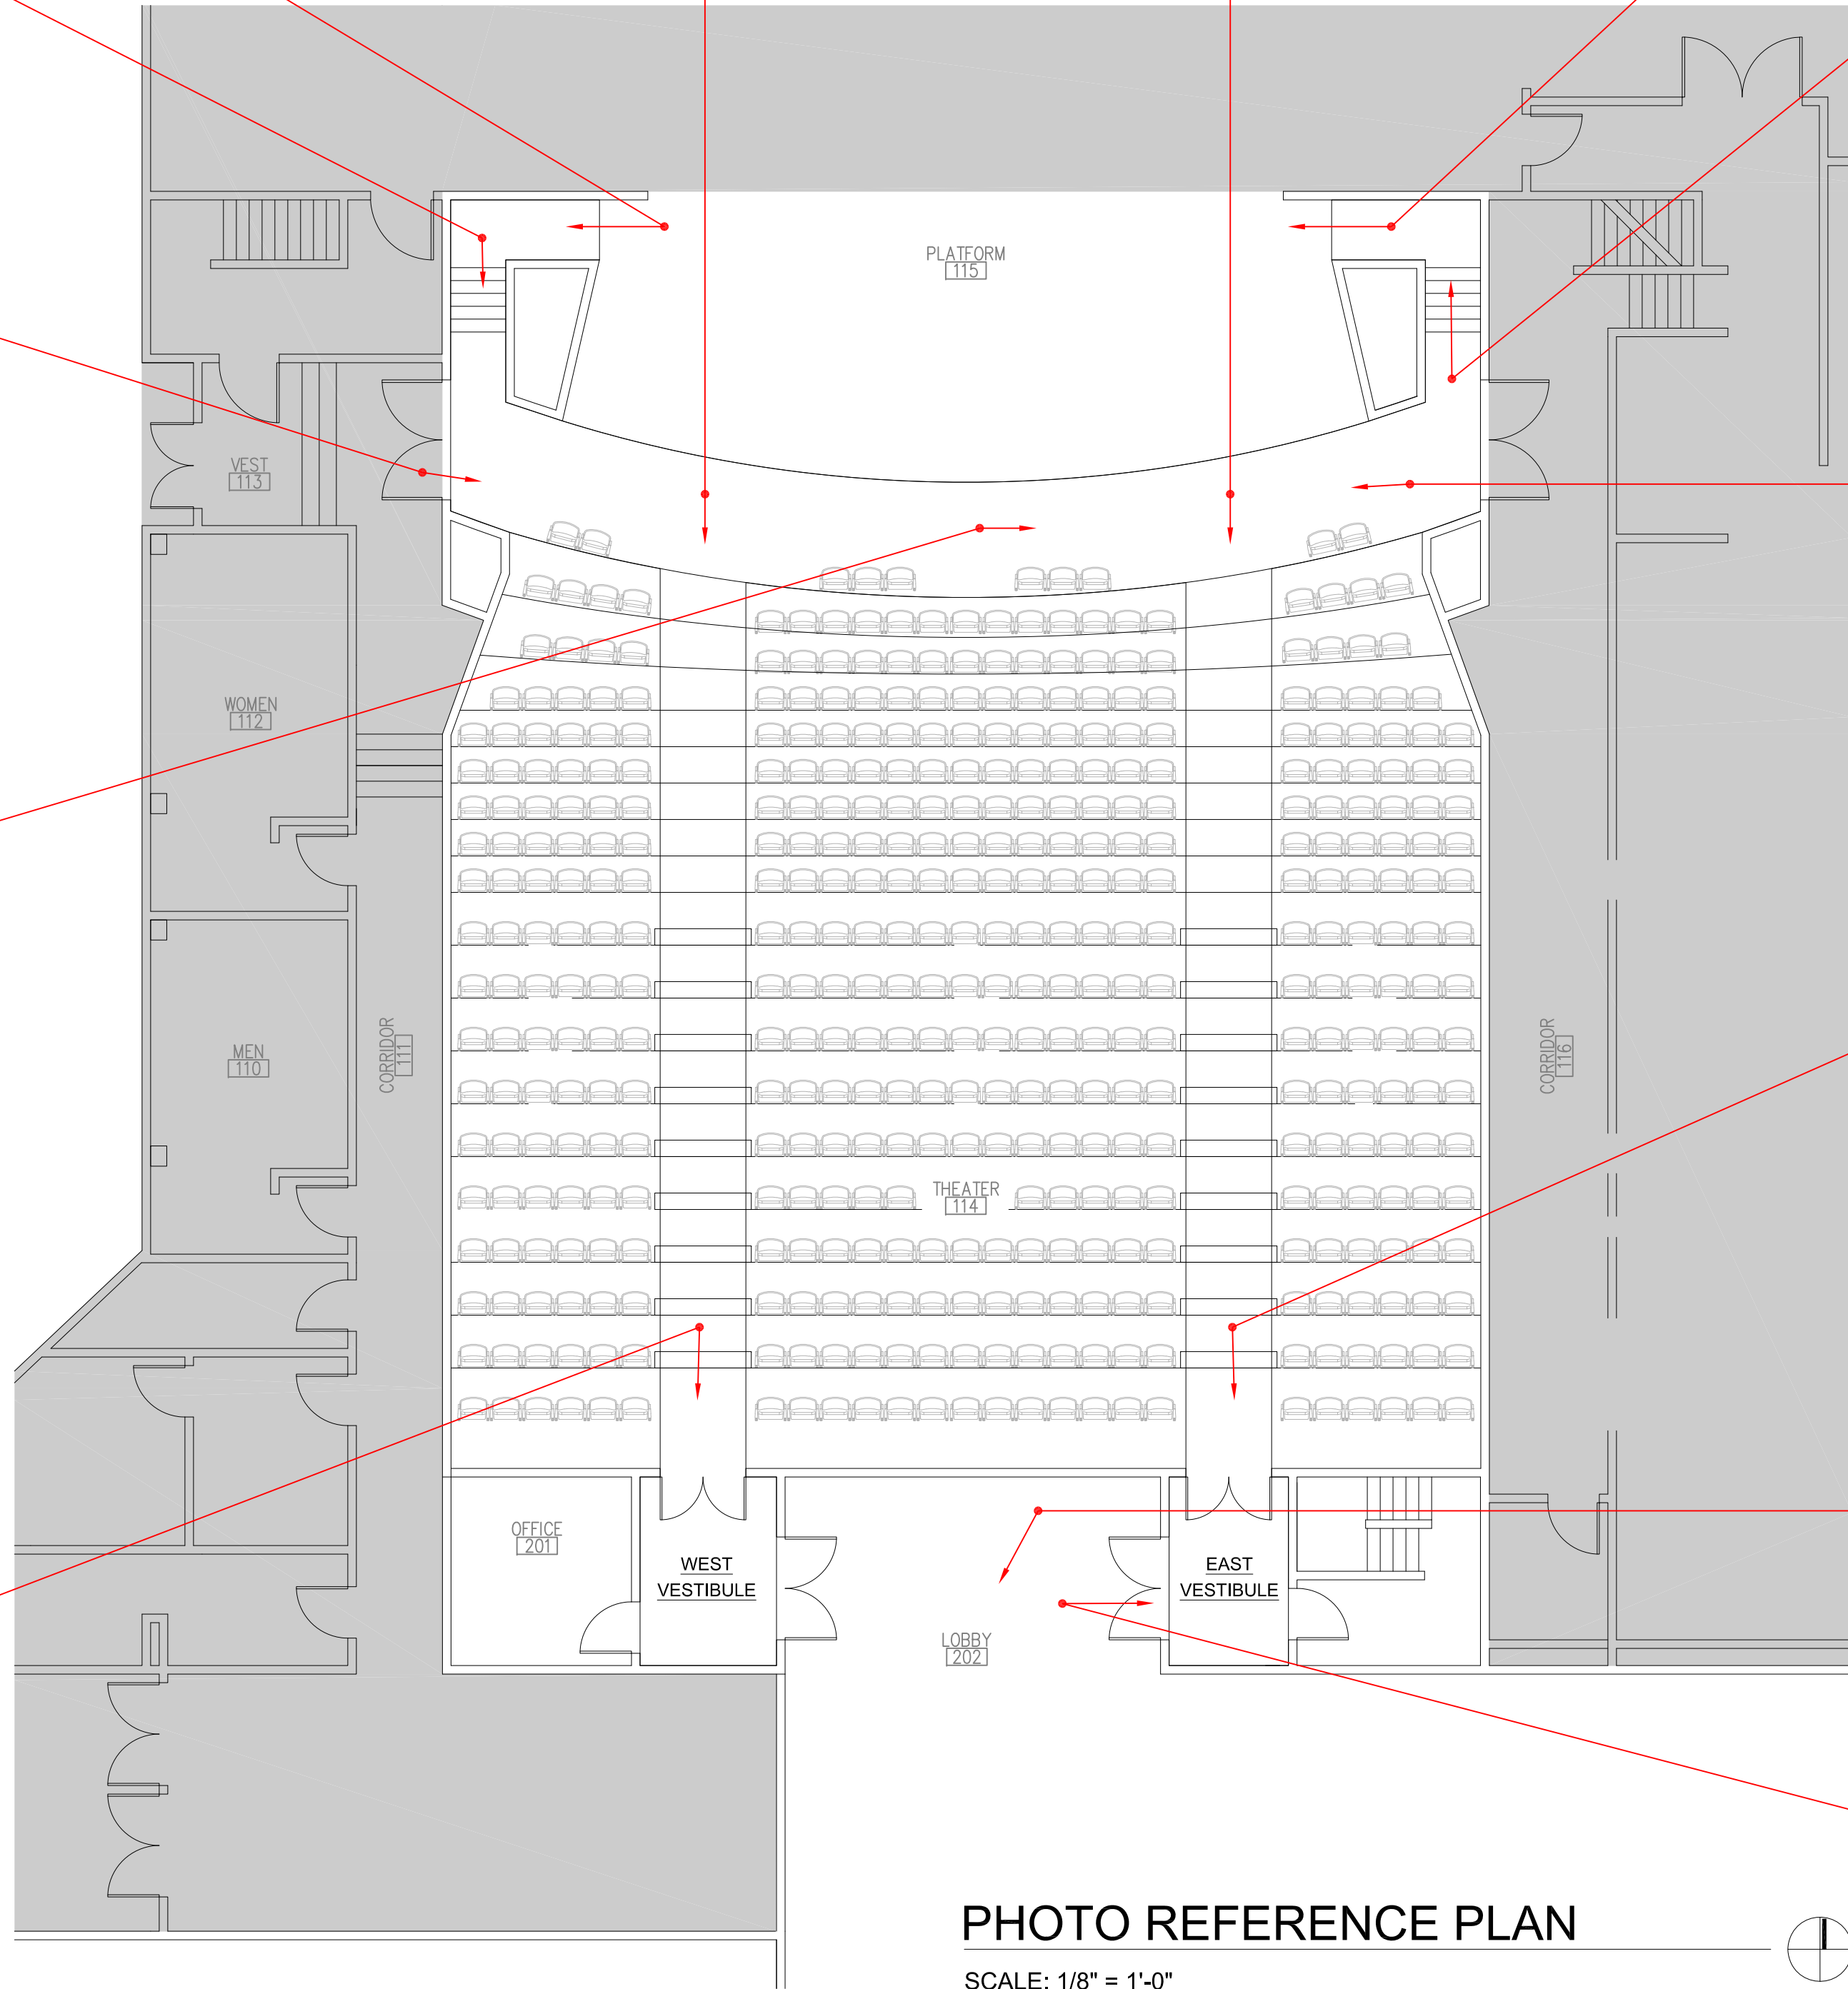 PLATFORM
115
VEST
113
WOMEN
112
MEN
110
CORRIDOR
111
CORRIDOR
116
THEATER
114
OFFICE
201
WEST
VESTIBULE
EAST
VESTIBULE
LOBBY
202
PHOTO REFERENCE PLAN
SCALE: 1/8" = 1'-0"